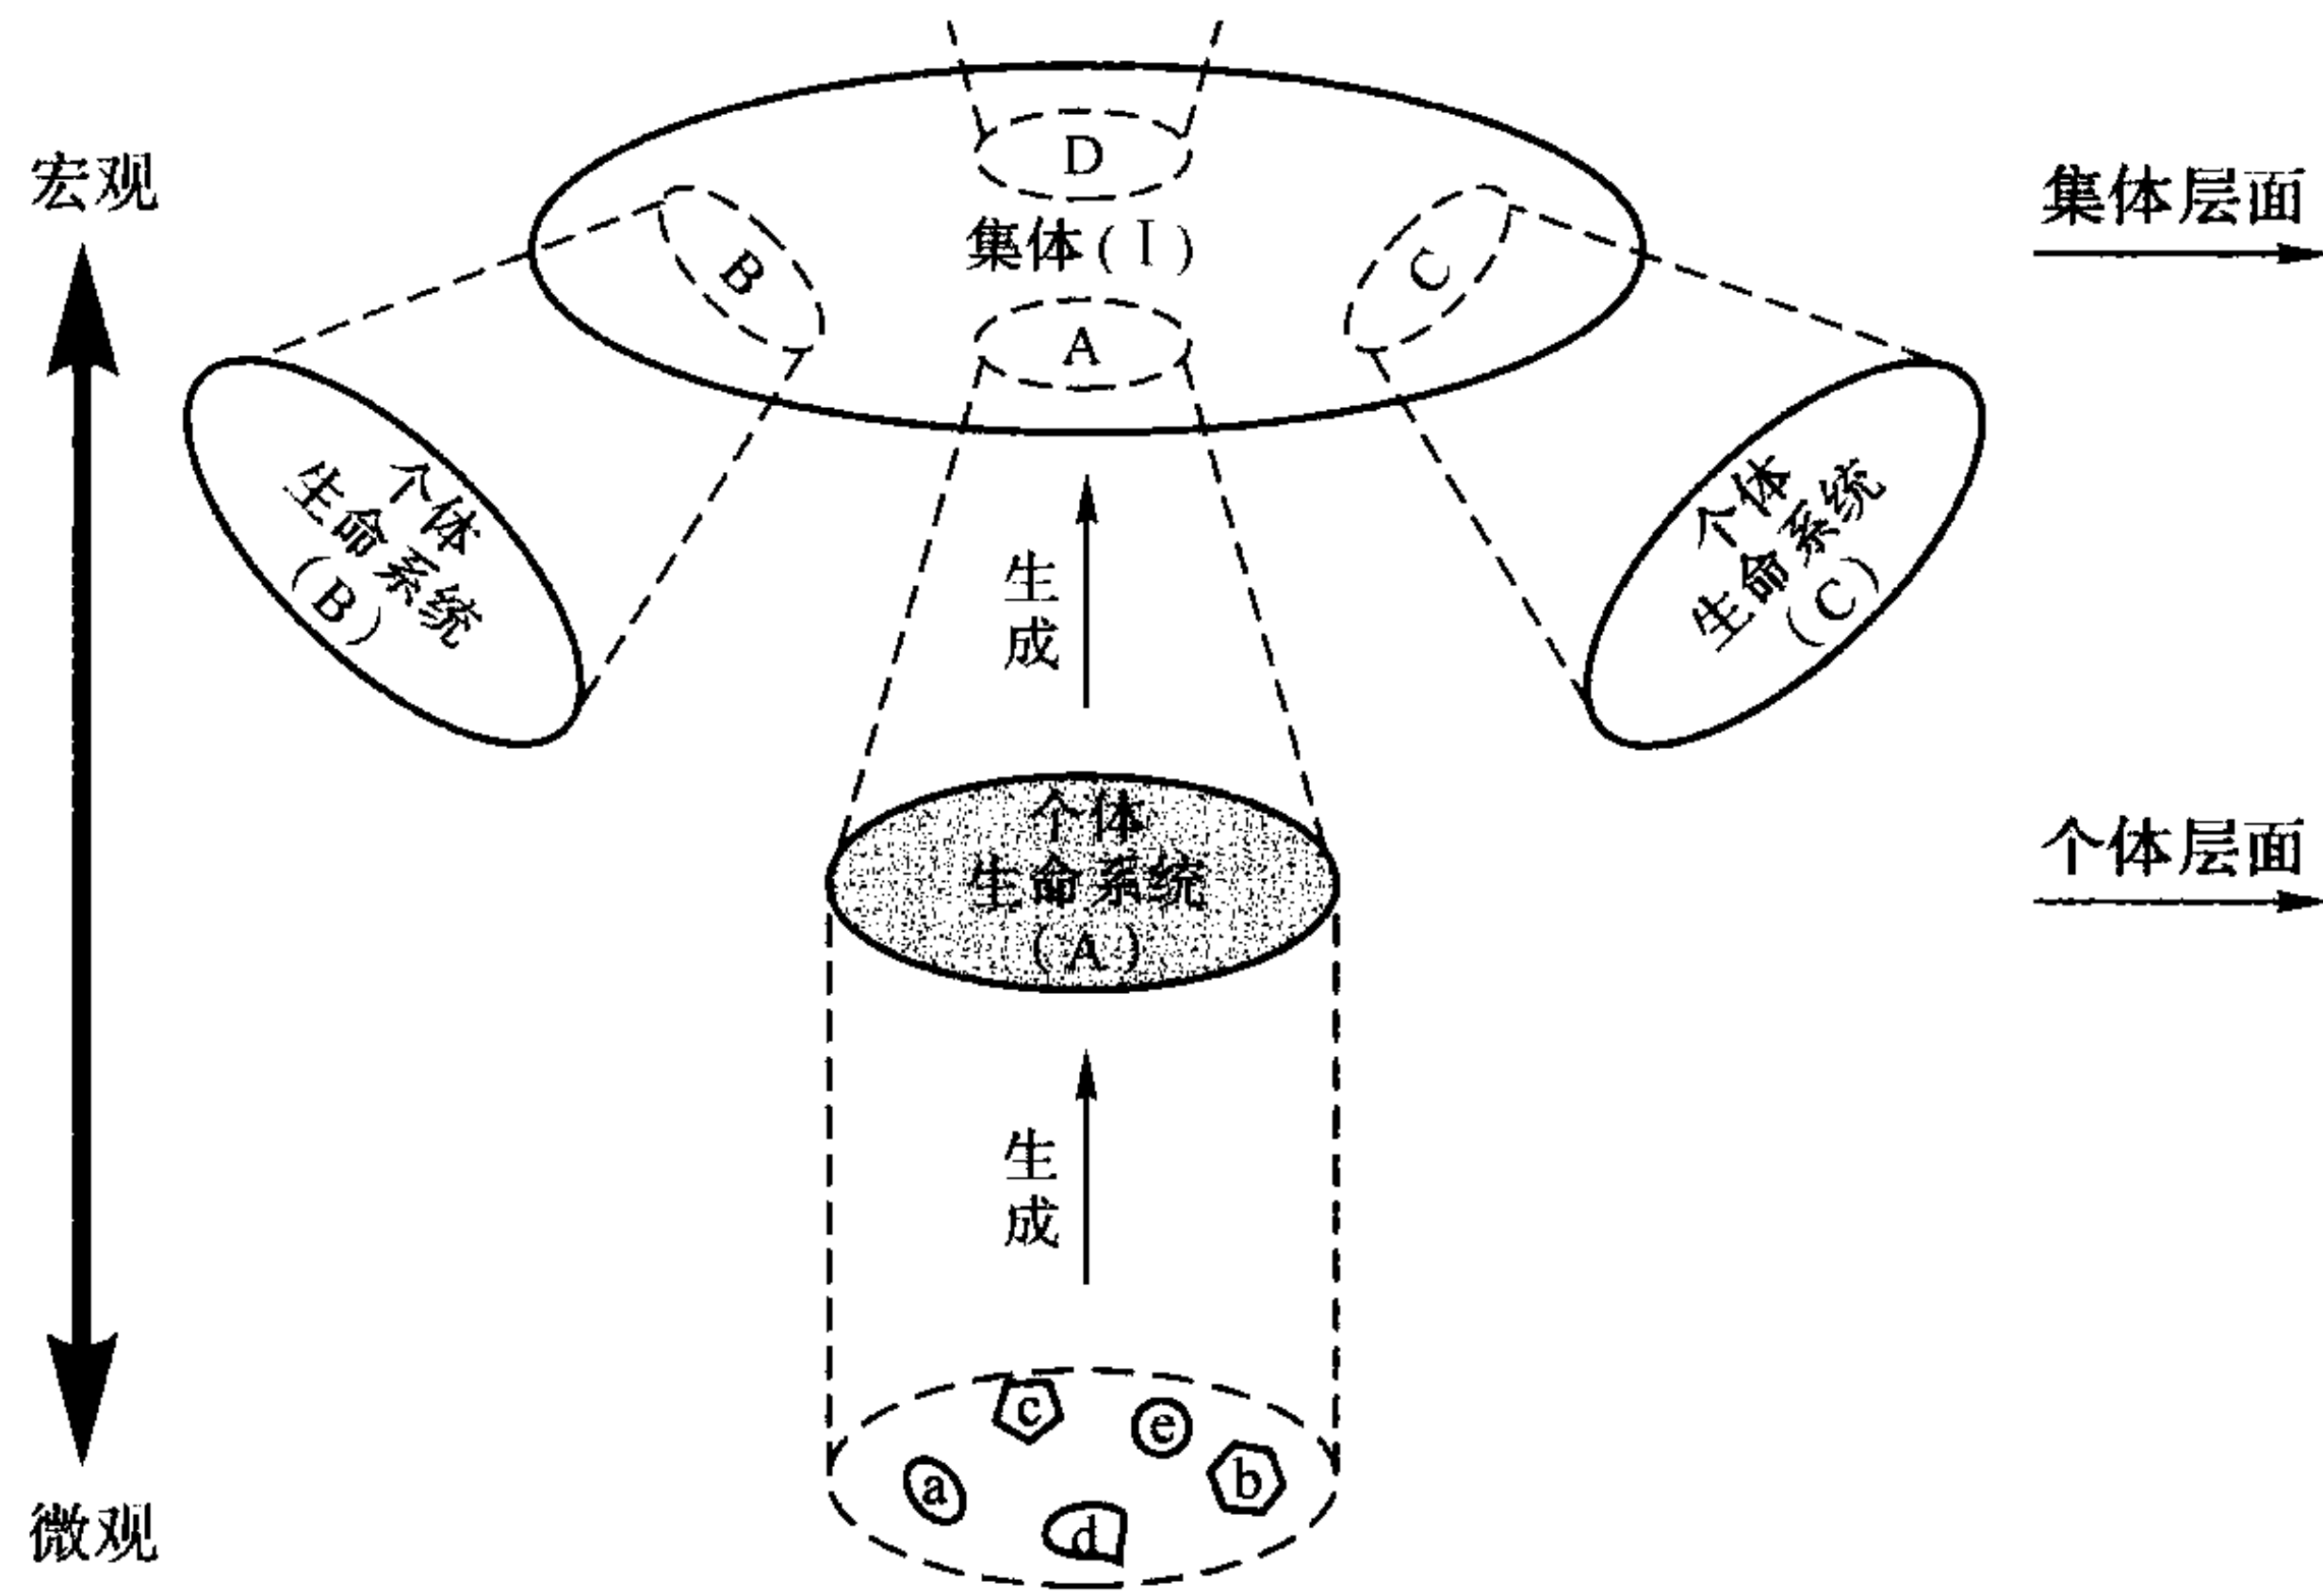 宏观
D
集体层面
集体(Ⅰ)
B
C
A
个体
生命系统
(B)
个体
生命系统
(C)
生
成
个体
生命系统
(A)
个体层面
生
成
c
e
a
b
d
微观